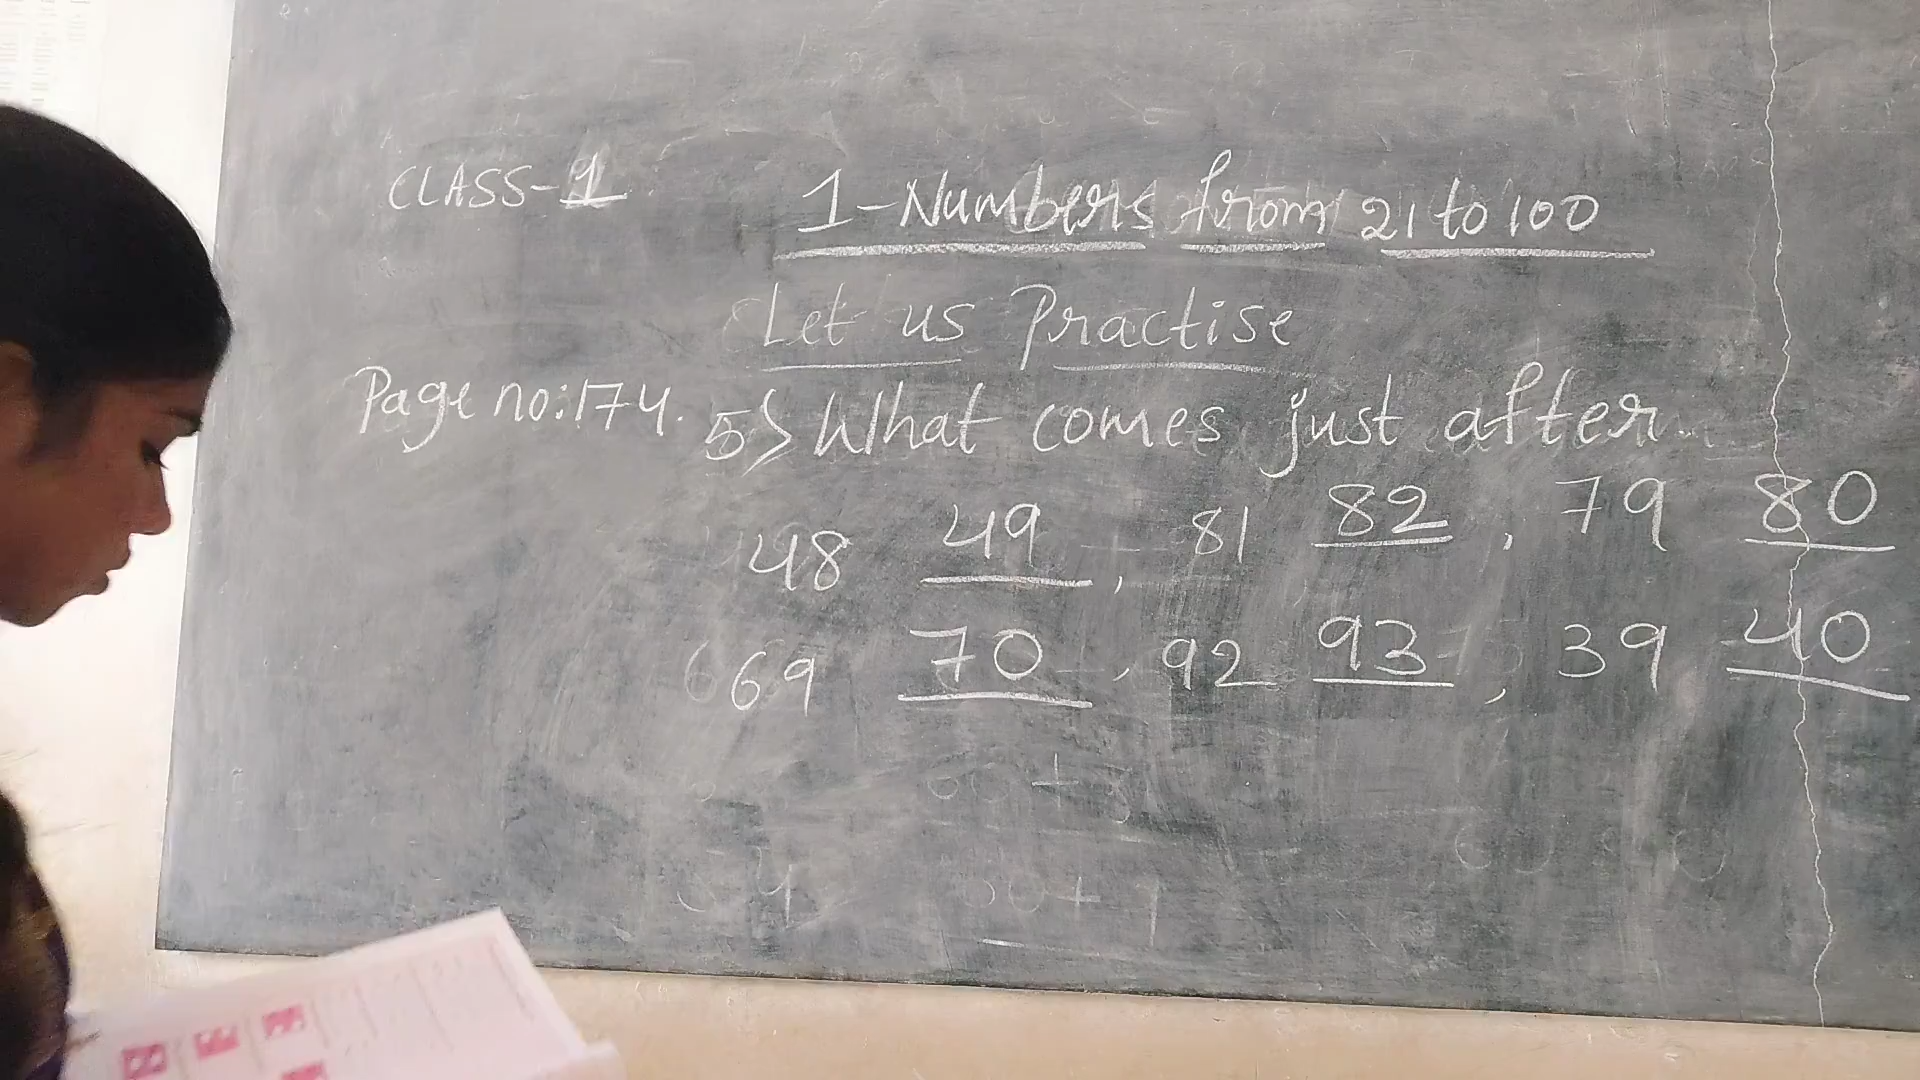 CLASS-1
1-Numbers from 21 to 100
Let us Practise
Page no:174. 5> What comes just after
48 49, 81 82, 79 80
69 70, 92 93, 39 40